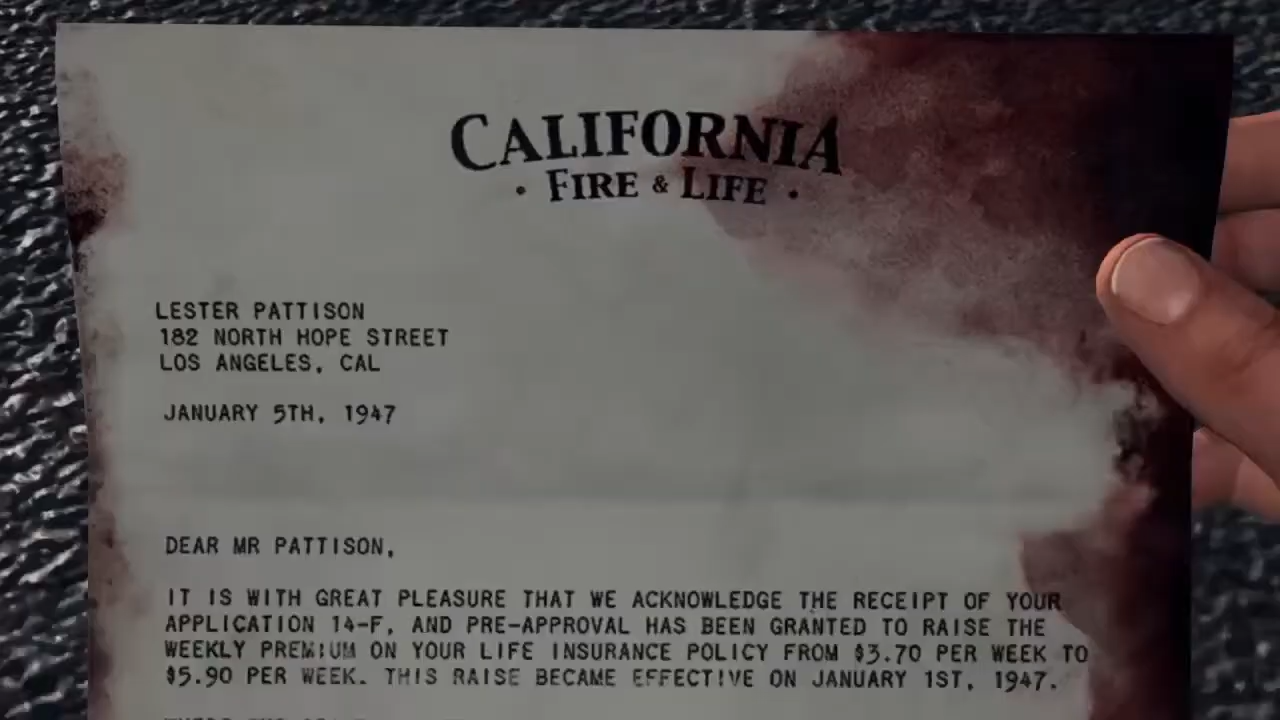 CALIFORNIA
· FIRE & LIFE ·
LESTER PATTISON
182 NORTH HOPE STREET
LOS ANGELES, CAL
JANUARY 5TH, 1947
DEAR MR PATTISON,
IT IS WITH GREAT PLEASURE THAT WE ACKNOWLEDGE THE RECEIPT OF YOUR
APPLICATION 14-F, AND PRE-APPROVAL HAS BEEN GRANTED TO RAISE THE
WEEKLY PREMIUM ON YOUR LIFE INSURANCE POLICY FROM $3.70 PER WEEK TO
$5.90 PER WEEK. THIS RAISE BECAME EFFECTIVE ON JANUARY 1ST, 1947.